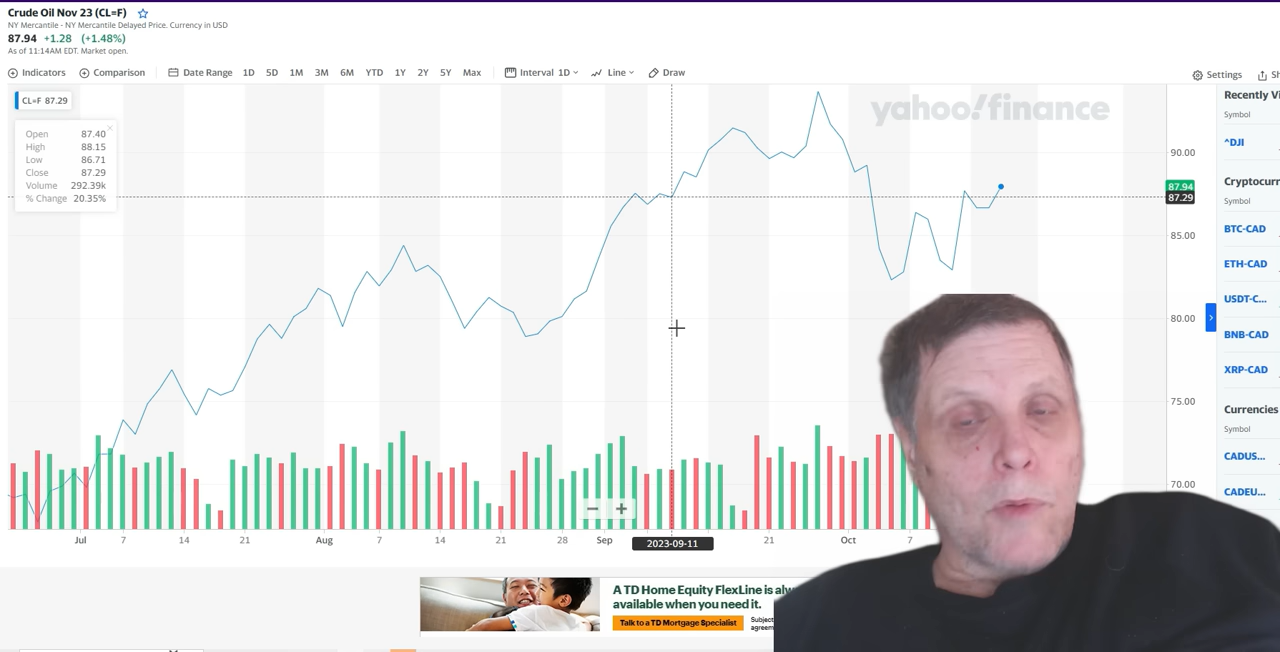 Crude Oil Nov 23 (CL=F)
NY Mercantile - NY Mercantile Delayed Price. Currency in USD
87.94 +1.28 (+1.48%)
As of 11:14AM EDT. Market open.
Indicators Comparison Date Range 1D 5D 1M 3M 6M YTD 1Y 2Y 5Y Max Interval 1D Line Draw Settings Sh
CL=F 87.29
Open 87.40
High 88.15
Low 86.71
Close 87.29
Volume 292.39k
% Change 20.35%
yahoo!finance
90.00
87.94
87.29
85.00
80.00
75.00
70.00
Jul 7 14 21 Aug 7 14 21 28 Sep 2023-09-11 21 Oct 7
Recently Vi
Symbol
^DJI
Cryptocurr
Symbol
BTC-CAD
ETH-CAD
USDT-C...
BNB-CAD
XRP-CAD
Currencies
Symbol
CADUS...
CADEU...
A TD Home Equity FlexLine is alw
available when you need it.
Talk to a TD Mortgage Specialist
Subject
agreem